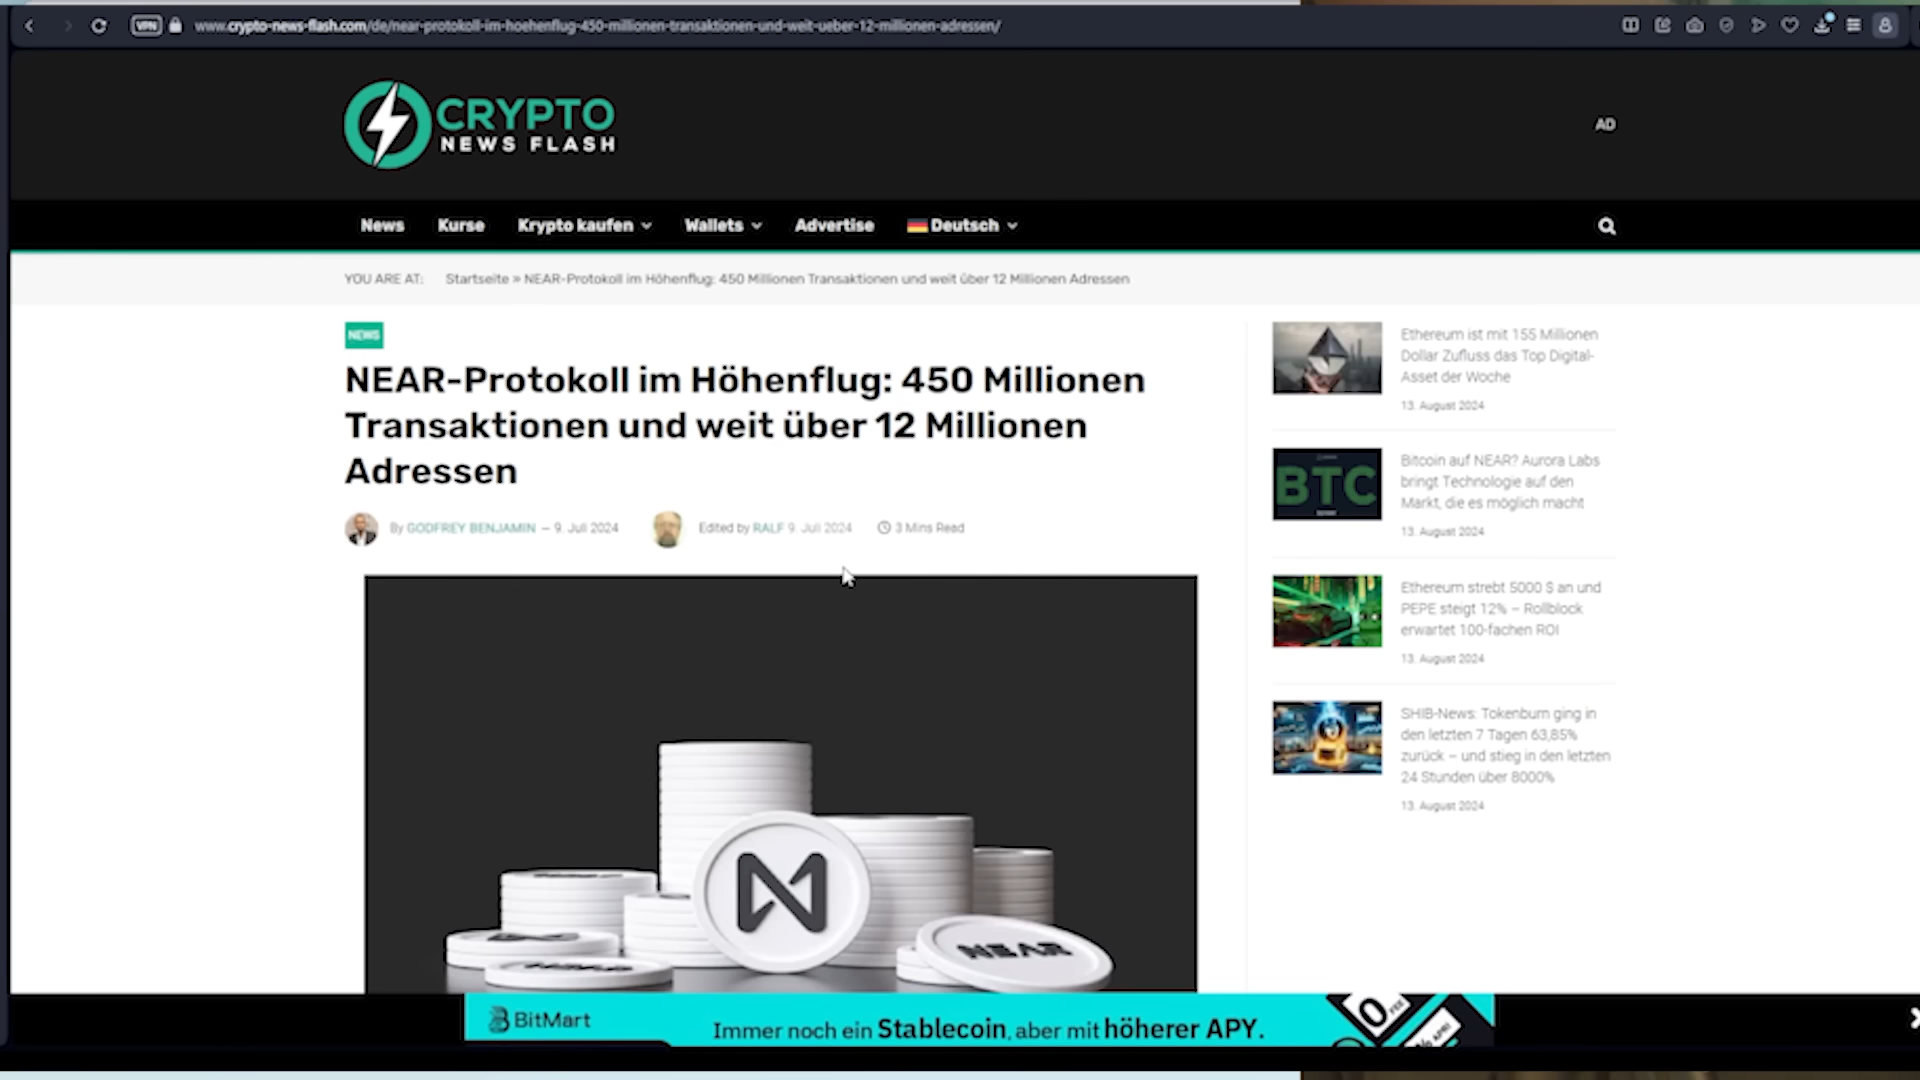 VPN www.crypto-news-flash.com/de/near-protokoll-im-hoehenflug-450-millionen-transaktionen-und-weit-ueber-12-millionen-adressen/
CRYPTO
NEWS FLASH
AD
News Kurse Krypto kaufen Wallets Advertise Deutsch
YOU ARE AT: Startseite » NEAR-Protokoll im Höhenflug: 450 Millionen Transaktionen und weit über 12 Millionen Adressen
NEWS
NEAR-Protokoll im Höhenflug: 450 Millionen
Transaktionen und weit über 12 Millionen
Adressen
By GODFREY BENJAMIN — 9. Juli 2024 Edited by RALF 9. Juli 2024 3 Mins Read
NEAR
Ethereum ist mit 155 Millionen
Dollar Zufluss das Top Digital-
Asset der Woche
13. August 2024
BTC
Bitcoin auf NEAR? Aurora Labs
bringt Technologie auf den
Markt, die es möglich macht
13. August 2024
Ethereum strebt 5000 $ an und
PEPE steigt 12% – Rollblock
erwartet 100-fachen ROI
13. August 2024
SHIB-News: Tokenburn ging in
den letzten 7 Tagen 63,85%
zurück – und stieg in den letzten
24 Stunden über 8000%
13. August 2024
BitMart
Immer noch ein Stablecoin, aber mit höherer APY.
0 FEE